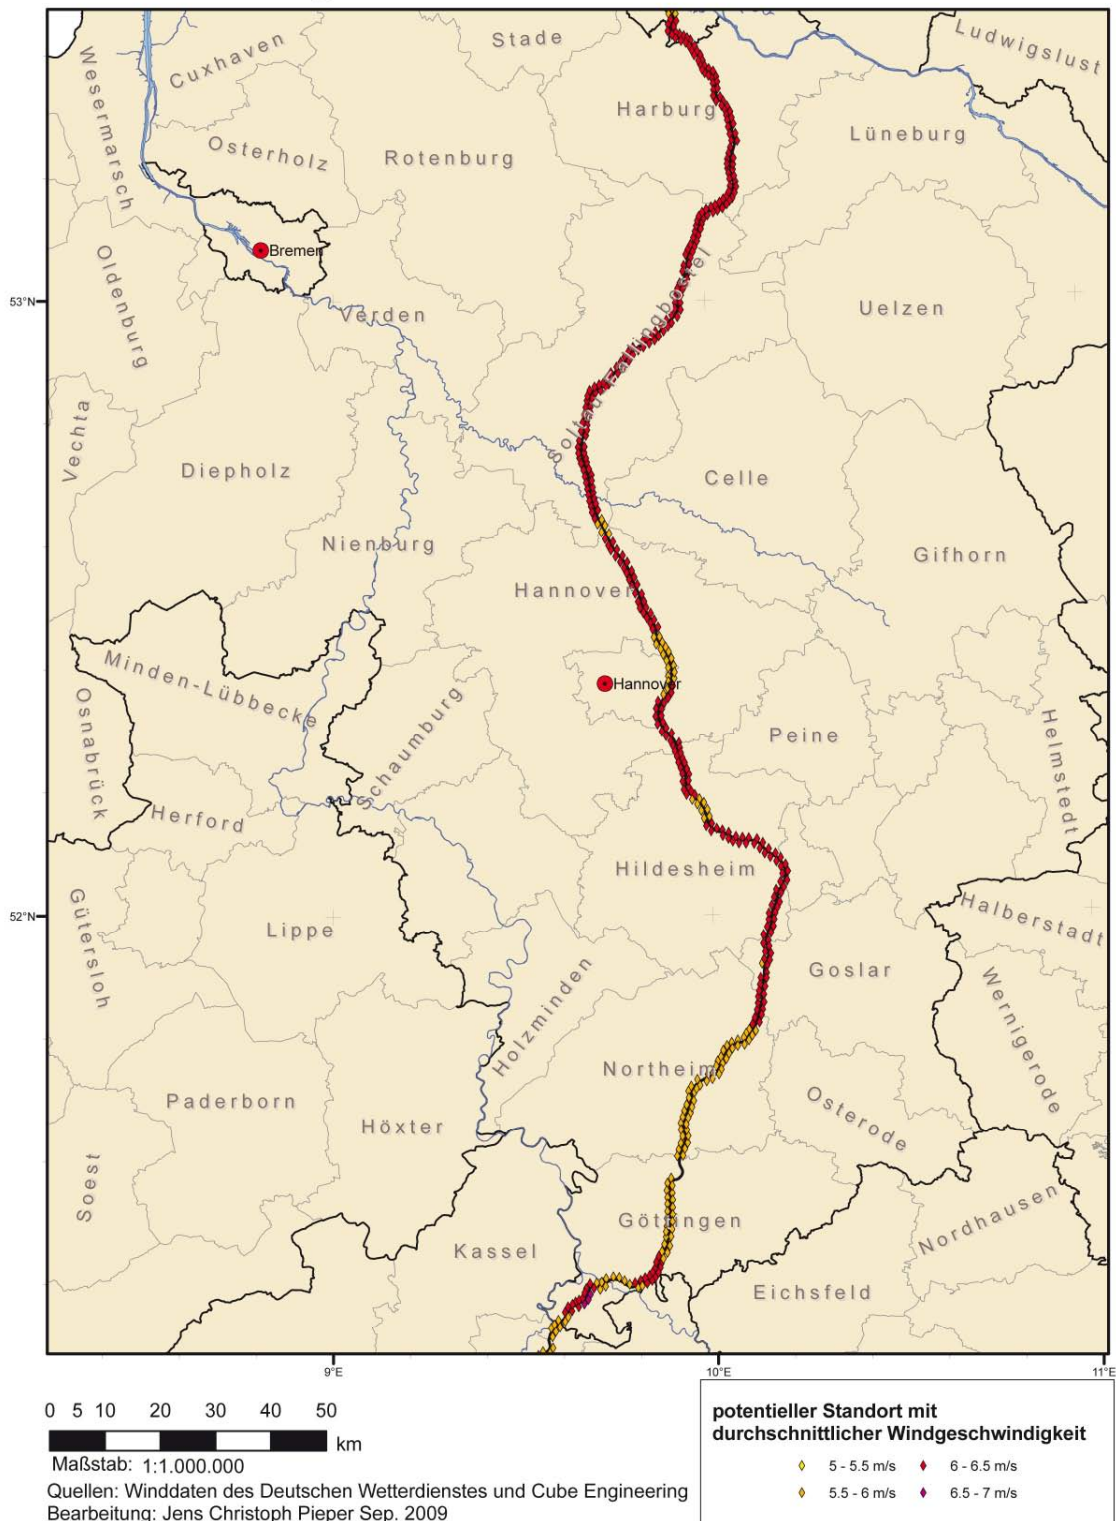 Cuxhaven
Stade
Ludwigslust
Wesermarsch
Harburg
Lüneburg
Osterholz
Rotenburg
Bremen
Oldenburg
Soltau-Fallingbostel
53°N
Verden
Uelzen
Vechta
Diepholz
Celle
Nienburg
Gifhorn
Hannover
Minden-Lübbecke
Hannover
Osnabrück
Schaumburg
Peine
Helmstedt
Herford
Hildesheim
52°N
Gütersloh
Lippe
Halberstadt
Goslar
Holzminden
Wernigerode
Northeim
Paderborn
Höxter
Osterode
Soest
Göttingen
Nordhausen
Kassel
Eichsfeld
9°E
10°E
11°E
0 5 10 20 30 40 50
km
Maßstab: 1:1.000.000
Quellen: Winddaten des Deutschen Wetterdienstes und Cube Engineering
Bearbeitung: Jens Christoph Pieper Sep. 2009
potentieller Standort mit
durchschnittlicher Windgeschwindigkeit
5 - 5.5 m/s
6 - 6.5 m/s
5.5 - 6 m/s
6.5 - 7 m/s